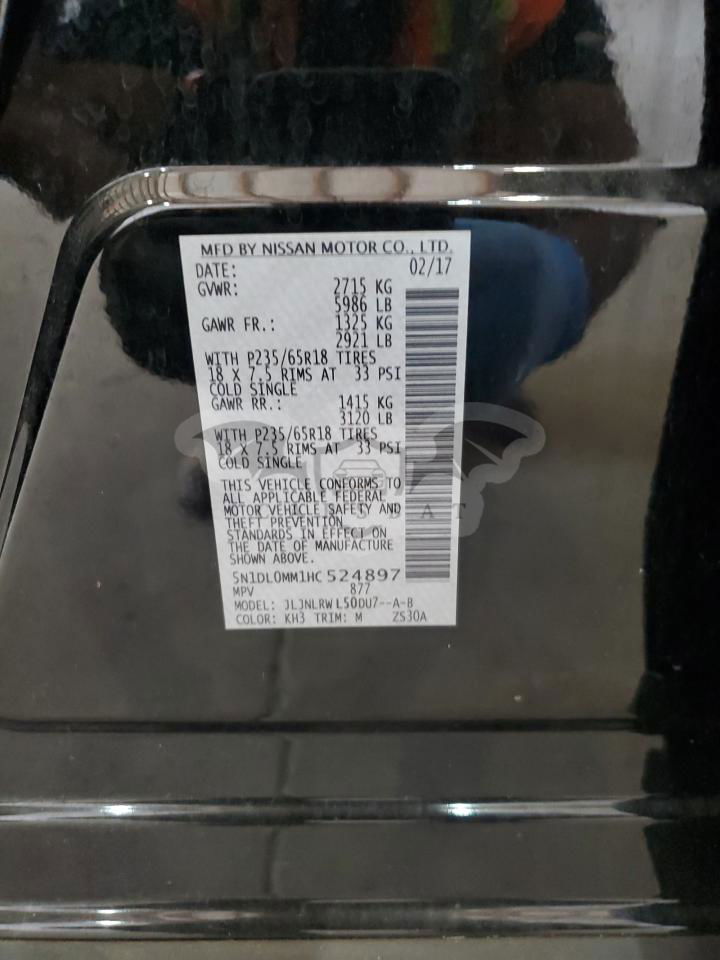 MFD BY NISSAN MOTOR CO., LTD.
DATE: 02/17
GVWR: 2715 KG
5986 LB
GAWR FR.: 1325 KG
2921 LB
WITH P235/65R18 TIRES
18 X 7.5 RIMS AT 33 PSI
COLD SINGLE
GAWR RR.: 1415 KG
3120 LB
WITH P235/65R18 TIRES
18 X 7.5 RIMS AT 33 PSI
COLD SINGLE
THIS VEHICLE CONFORMS TO
ALL APPLICABLE FEDERAL
MOTOR VEHICLE SAFETY AND
THEFT PREVENTION
STANDARDS IN EFFECT ON
THE DATE OF MANUFACTURE
SHOWN ABOVE.
5N1DL0MM1HC524897
MPV 877
MODEL: JLJNLRWL50DU7--A-B
COLOR: KH3 TRIM: M ZS30A